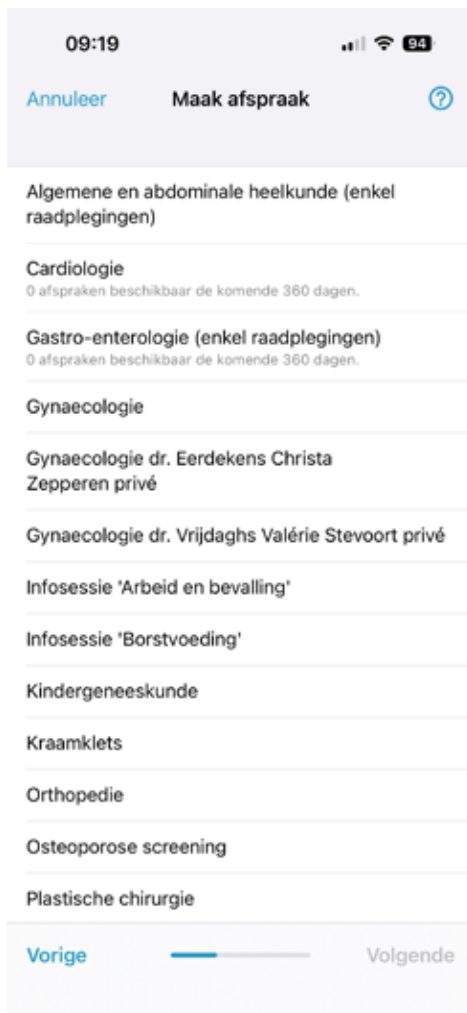 09:19
94
Annuleer
Maak afspraak
?
Algemene en abdominale heelkunde (enkel
raadplegingen)
Cardiologie
0 afspraken beschikbaar de komende 360 dagen.
Gastro-enterologie (enkel raadplegingen)
0 afspraken beschikbaar de komende 360 dagen.
Gynaecologie
Gynaecologie dr. Eerdekens Christa
Zepperen privé
Gynaecologie dr. Vrijdaghs Valérie Stevoort privé
Infosessie 'Arbeid en bevalling'
Infosessie 'Borstvoeding'
Kindergeneeskunde
Kraamklets
Orthopedie
Osteoporose screening
Plastische chirurgie
Vorige
Volgende